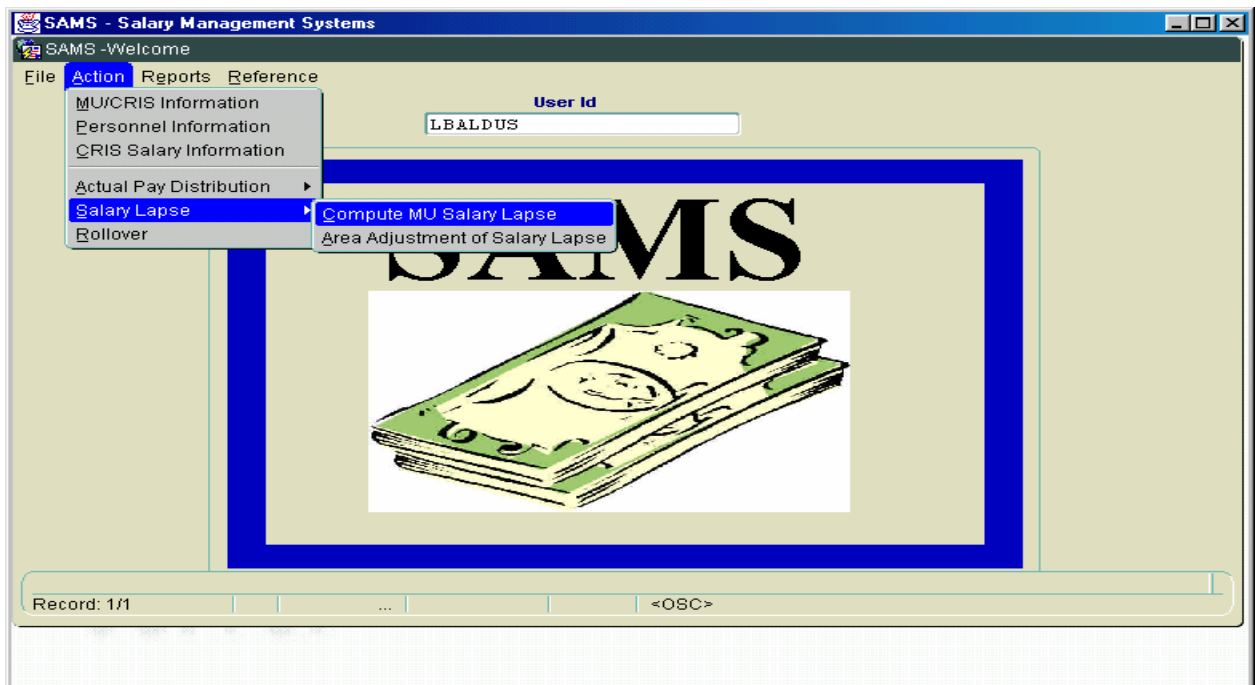 SAMS - Salary Management Systems
SAMS -Welcome
File Action Reports Reference
MU/CRIS Information
Personnel Information
CRIS Salary Information
Actual Pay Distribution
Salary Lapse
Rollover
Compute MU Salary Lapse
Area Adjustment of Salary Lapse
User Id
LBALDUS
SAMS
Record: 1/1 ... <OSC>